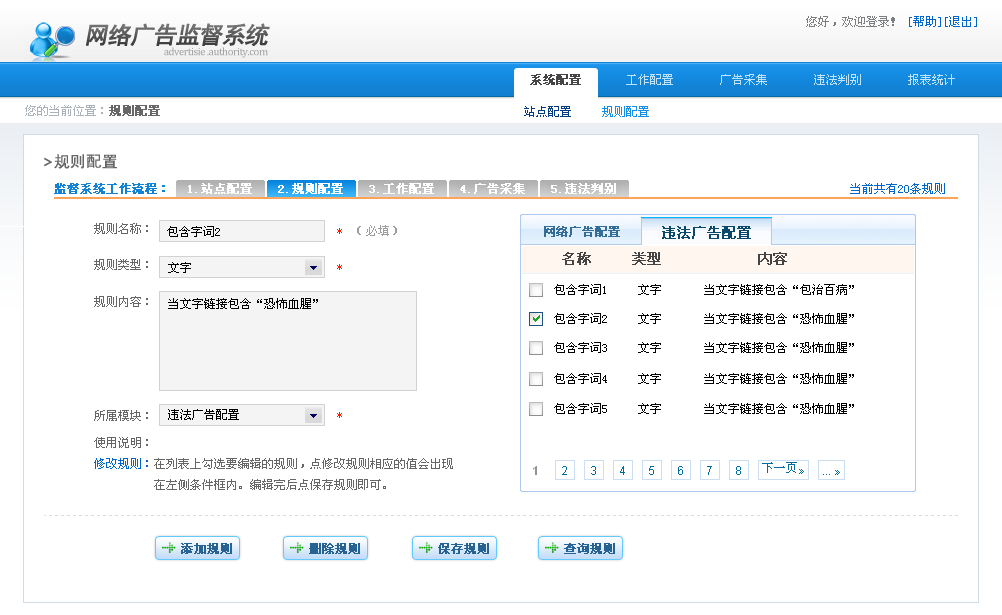 网络广告监督系统
advertisie.authority.com
您好，欢迎登录! [帮助][退出]
系统配置 工作配置 广告采集 违法判别 报表统计
您的当前位置：规则配置 站点配置 规则配置
>规则配置
监督系统工作流程： 1.站点配置 2.规则配置 3.工作配置 4.广告采集 5.违法判别 当前共有20条规则
规则名称： 包含字词2 * （必填）
规则类型： 文字 *
规则内容： 当文字链接包含“恐怖血腥”
所属模块： 违法广告配置 *
使用说明：
修改规则：在列表上勾选要编辑的规则，点修改规则相应的值会出现
在左侧条件框内。编辑完后点保存规则即可。
网络广告配置 违法广告配置
名称 类型 内容
包含字词1 文字 当文字链接包含“包治百病”
包含字词2 文字 当文字链接包含“恐怖血腥”
包含字词3 文字 当文字链接包含“恐怖血腥”
包含字词4 文字 当文字链接包含“恐怖血腥”
包含字词5 文字 当文字链接包含“恐怖血腥”
1 2 3 4 5 6 7 8 下一页» ... »
添加规则 删除规则 保存规则 查询规则